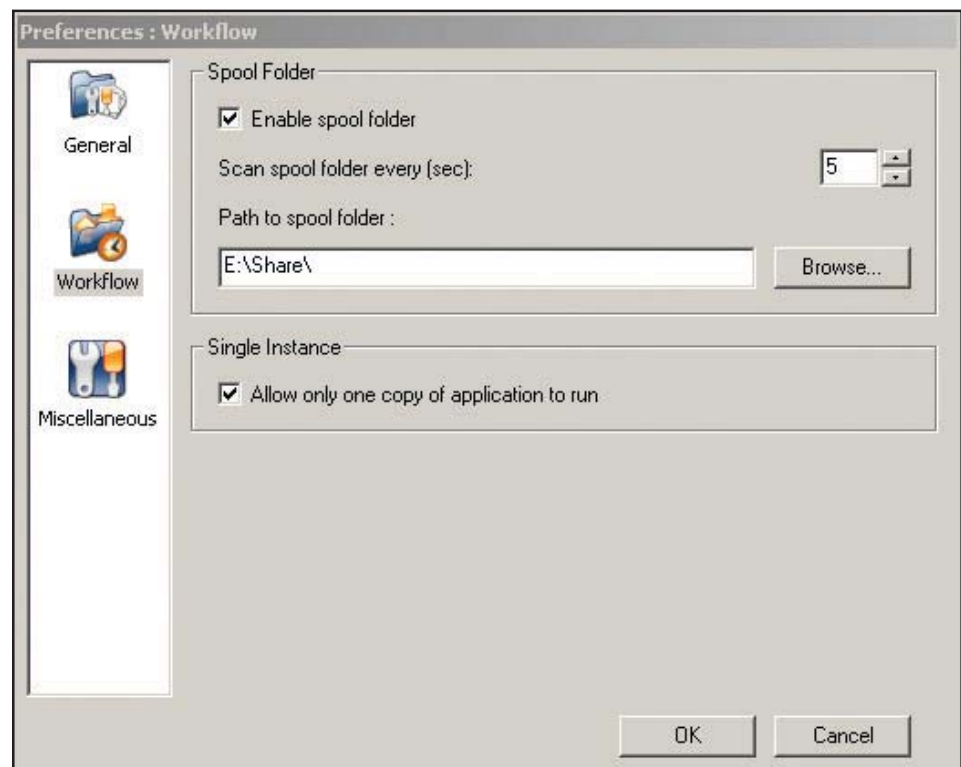 Preferences : Workflow
General
Workflow
Miscellaneous
Spool Folder
Enable spool folder
Scan spool folder every (sec):
5
Path to spool folder :
E:\Share\
Browse...
Single Instance
Allow only one copy of application to run
OK
Cancel